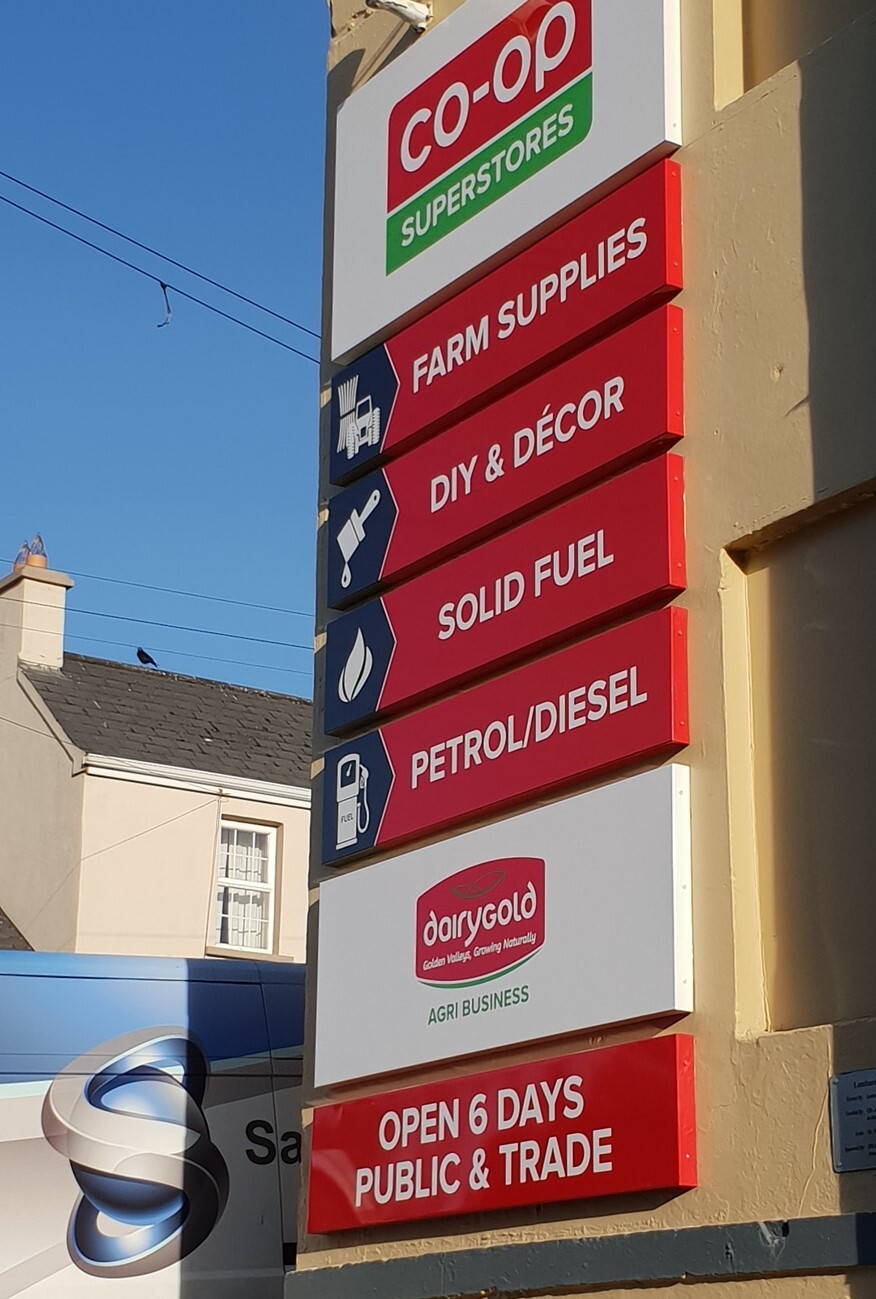 CO-OP
SUPERSTORES
FARM SUPPLIES
DIY & DÉCOR
SOLID FUEL
PETROL/DIESEL
FUEL
dairyGold
Golden Valleys, Growing Naturally
AGRI BUSINESS
OPEN 6 DAYS
PUBLIC & TRADE
Sa